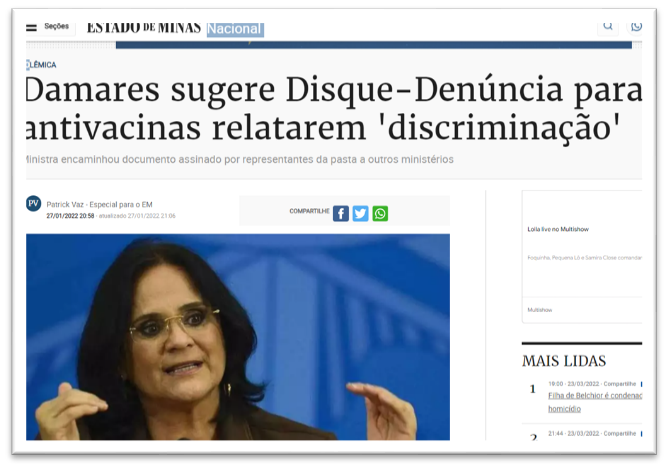 Seções
ESTADO DE MINAS Nacional
LÊMICA
Damares sugere Disque-Denúncia para
antivacinas relatarem 'discriminação'
Ministra encaminhou documento assinado por representantes da pasta a outros ministérios
PV
Patrick Vaz - Especial para o EM
27/01/2022 20:58 - atualizado 27/01/2022 21:06
COMPARTILHE
Lolla live no Multishow
Foquinha, Pequena Lô e Samira Close comandar
Multishow
MAIS LIDAS
1
19:00 - 23/03/2022 - Compartilhe
Filha de Belchior é condenad
homicídio
2
21:44 - 23/03/2022 - Compartilhe